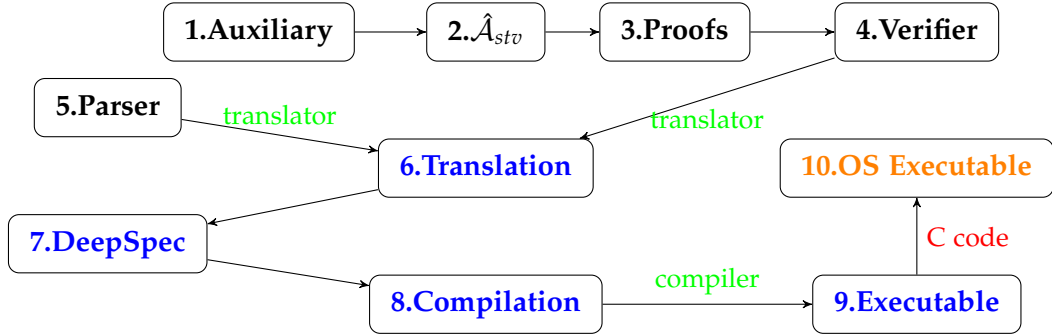 1.Auxiliary
2.Â_stv
3.Proofs
4.Verifier
5.Parser
translator
translator
6.Translation
10.OS Executable
7.DeepSpec
C code
8.Compilation
compiler
9.Executable